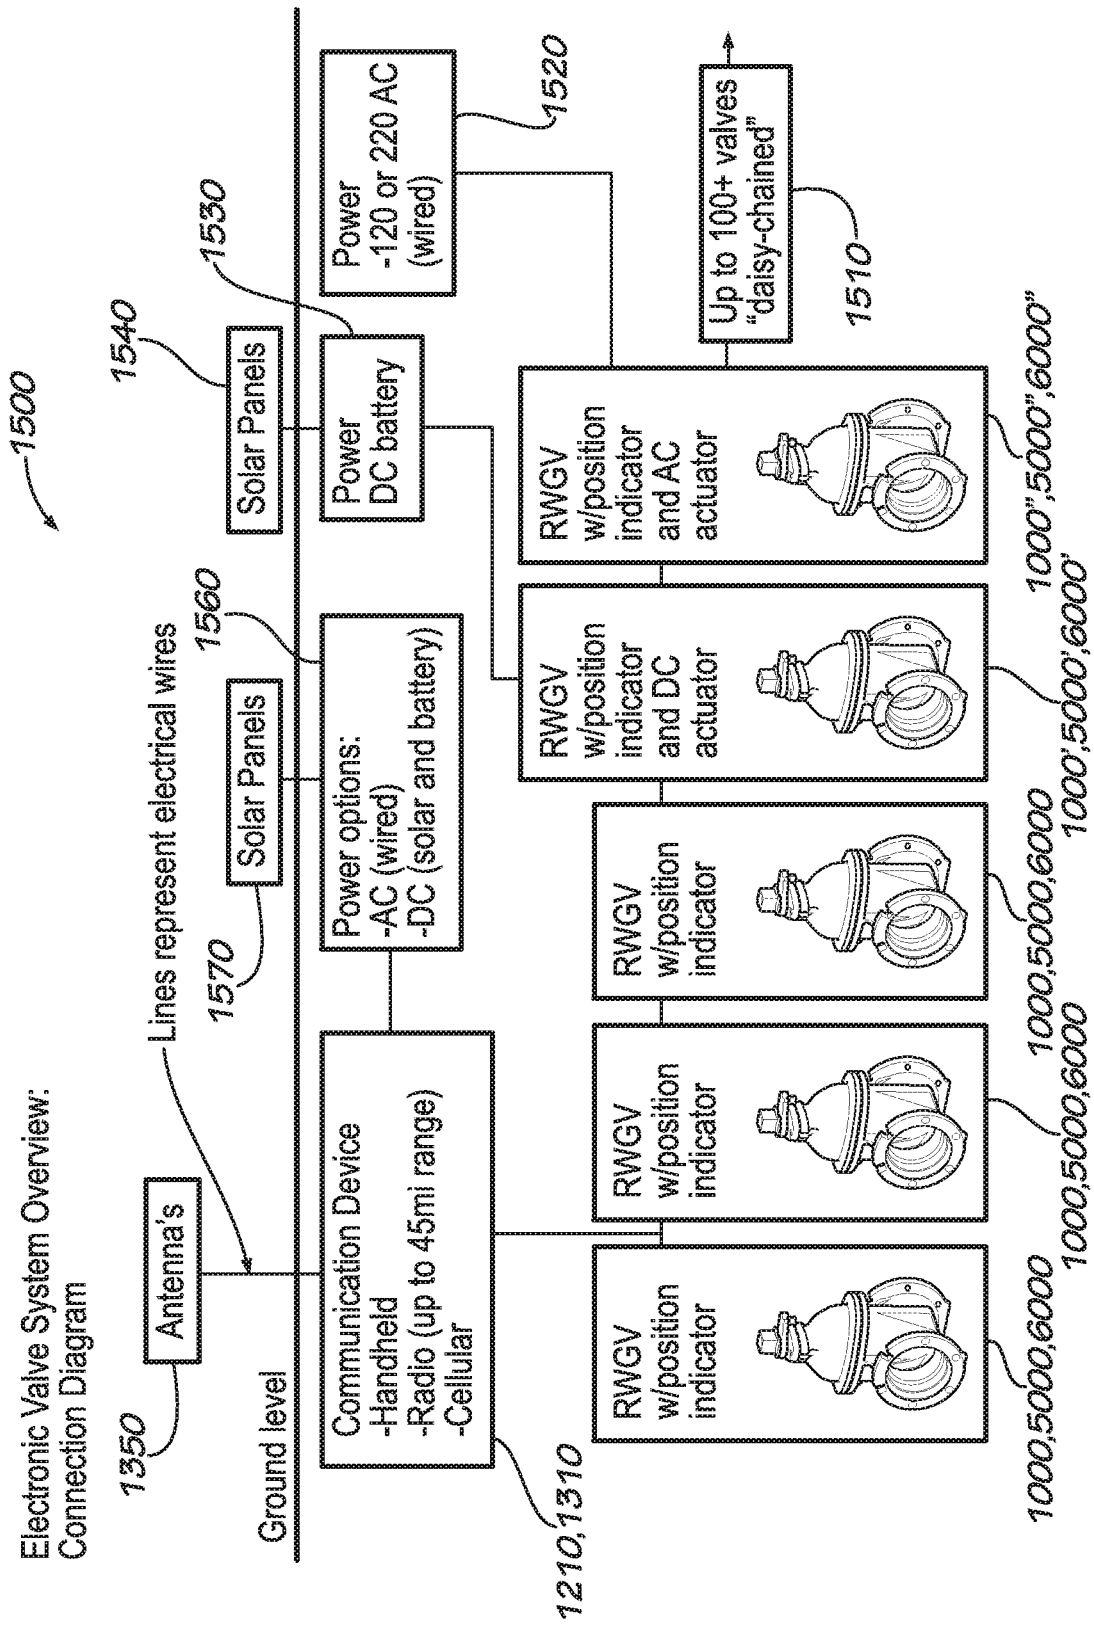 Electronic Valve System Overview:
Connection Diagram
1500
Lines represent electrical wires
1350
Antenna's
1570
Solar Panels
1560
1540
Solar Panels
1530
Ground level
Communication Device
-Handheld
-Radio (up to 45mi range)
-Cellular
1210,1310
Power options:
-AC (wired)
-DC (solar and battery)
Power
DC battery
Power
-120 or 220 AC
(wired)
1520
RWGV
w/position
indicator
1000,5000,6000
RWGV
w/position
indicator
1000,5000,6000
RWGV
w/position
indicator
1000,5000,6000
RWGV
w/position
indicator
and DC
actuator
1000',5000',6000'
RWGV
w/position
indicator
and AC
actuator
1000",5000",6000"
Up to 100+ valves
"daisy-chained"
1510